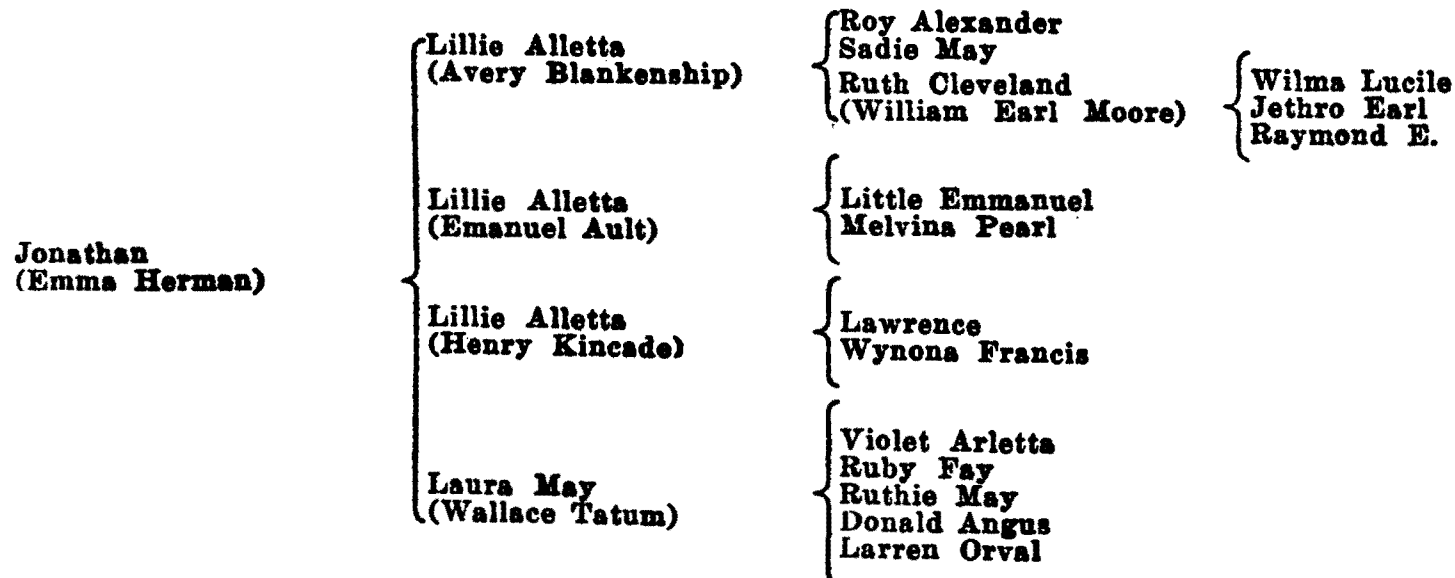 Jonathan
(Emma Herman)
Lillie Alletta
(Avery Blankenship)
Roy Alexander
Sadie May
Ruth Cleveland
(William Earl Moore)
Wilma Lucile
Jethro Earl
Raymond E.
Lillie Alletta
(Emanuel Ault)
Little Emmanuel
Melvina Pearl
Lillie Alletta
(Henry Kincade)
Lawrence
Wynona Francis
Laura May
(Wallace Tatum)
Violet Arletta
Ruby Fay
Ruthie May
Donald Angus
Larren Orval